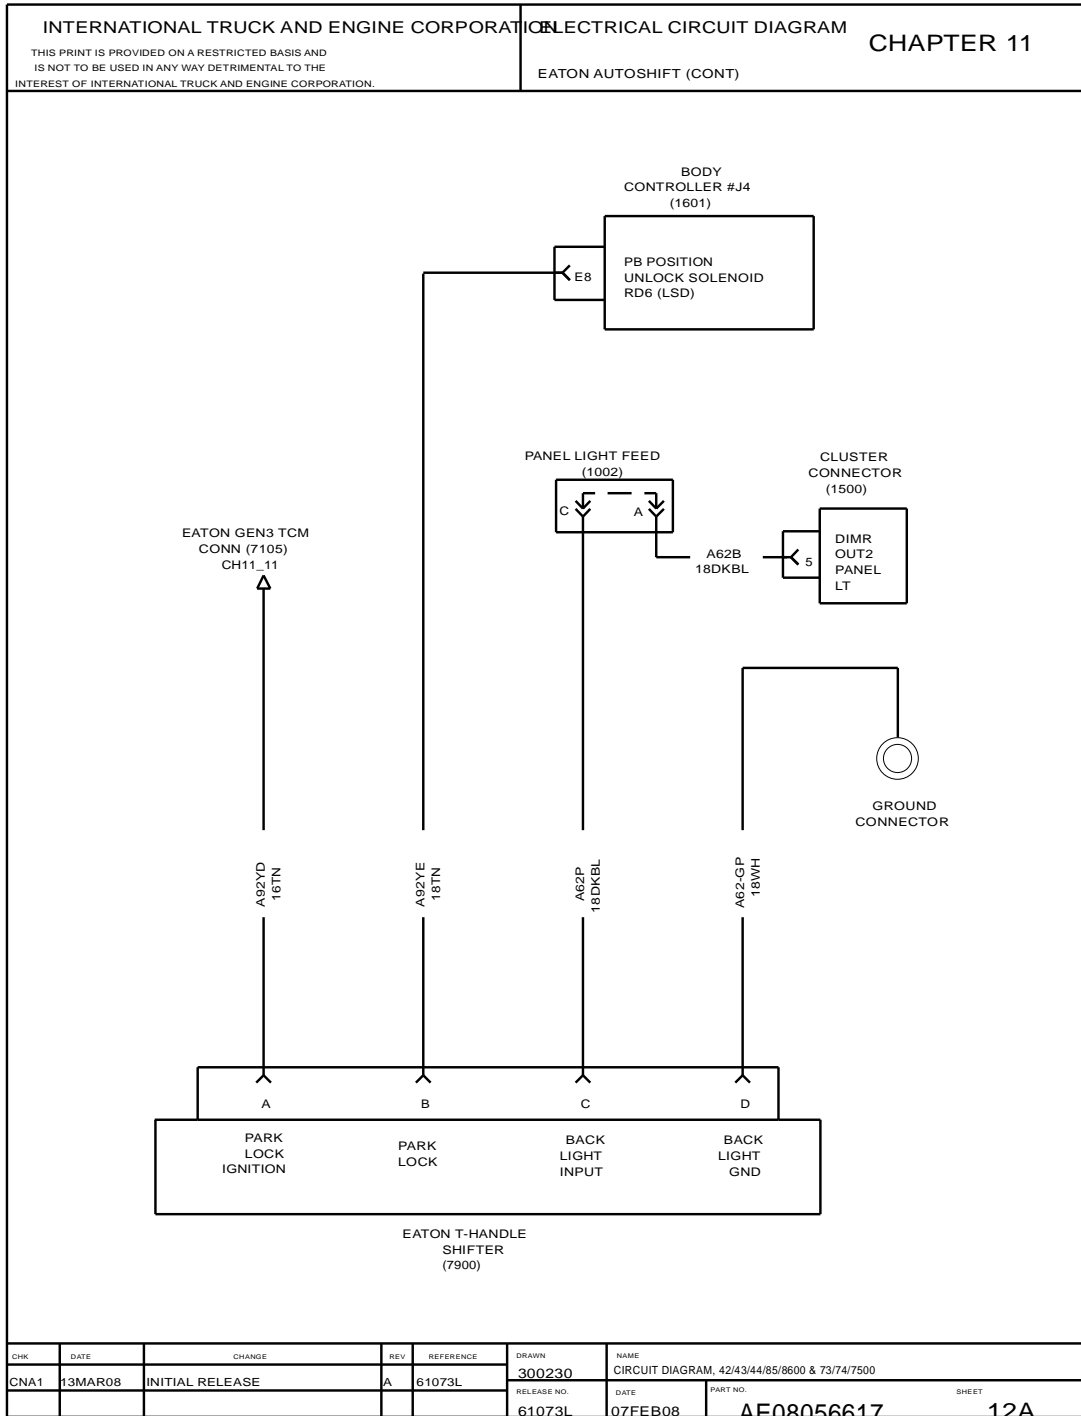 INTERNATIONAL TRUCK AND ENGINE CORPORATION
THIS PRINT IS PROVIDED ON A RESTRICTED BASIS AND
IS NOT TO BE USED IN ANY WAY DETRIMENTAL TO THE
INTEREST OF INTERNATIONAL TRUCK AND ENGINE CORPORATION.
ELECTRICAL CIRCUIT DIAGRAM
EATON AUTOSHIFT (CONT)
CHAPTER 11
BODY
CONTROLLER #J4
(1601)
E8
PB POSITION
UNLOCK SOLENOID
RD6 (LSD)
PANEL LIGHT FEED
(1002)
C
A
CLUSTER
CONNECTOR
(1500)
A62B
18DKBL
5
DIMR
OUT2
PANEL
LT
EATON GEN3 TCM
CONN (7105)
CH11_11
GROUND
CONNECTOR
A92YD
16TN
A92YE
18TN
A62P
18DKBL
A62-GP
18WH
A
B
C
D
PARK
LOCK
IGNITION
PARK
LOCK
BACK
LIGHT
INPUT
BACK
LIGHT
GND
EATON T-HANDLE
SHIFTER
(7900)
CHK DATE CHANGE REV REFERENCE
CNA1 13MAR08 INITIAL RELEASE A 61073L
DRAWN
300230
NAME
CIRCUIT DIAGRAM, 42/43/44/85/8600 & 73/74/7500
RELEASE NO.
61073L
DATE
07FEB08
PART NO.
AE08056617
SHEET
12A